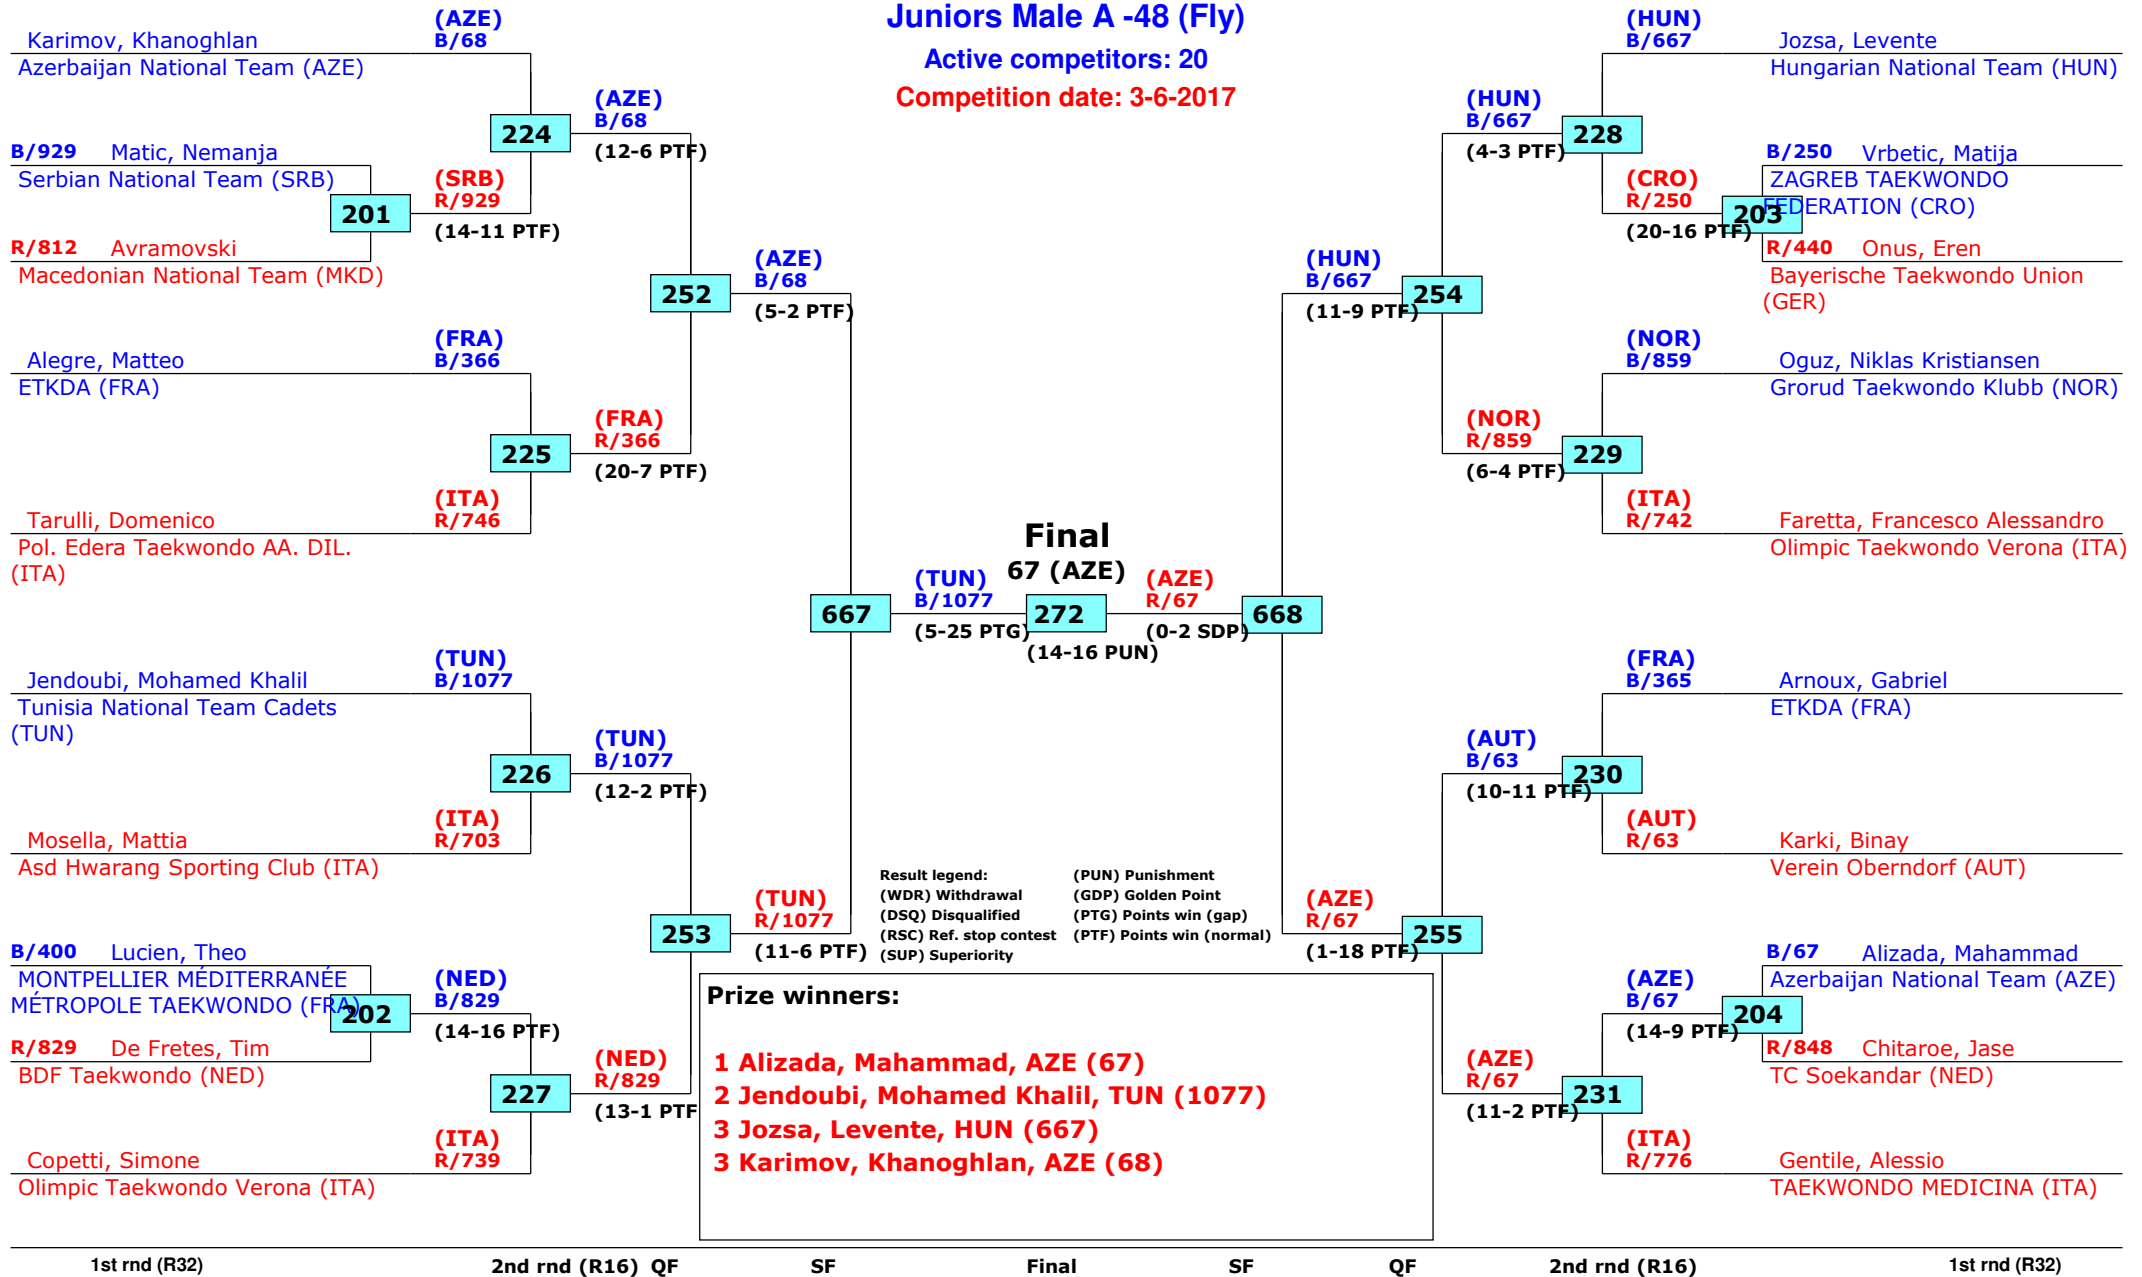 Juniors Male A -48 (Fly)
Active competitors: 20
Competition date: 3-6-2017
(AZE)
B/68
Karimov, Khanoghlan
Azerbaijan National Team (AZE)
(AZE)
B/68
224
(12-6 PTF)
B/929 Matic, Nemanja
Serbian National Team (SRB)
(SRB)
R/929
201
(14-11 PTF)
R/812 Avramovski
Macedonian National Team (MKD)
(AZE)
B/68
252
(5-2 PTF)
(FRA)
B/366
Alegre, Matteo
ETKDA (FRA)
(FRA)
R/366
225
(20-7 PTF)
(ITA)
R/746
Tarulli, Domenico
Pol. Edera Taekwondo AA. DIL.
(ITA)
Final
67 (AZE)
(TUN)
B/1077
667
(5-25 PTG)
272
(14-16 PUN)
(AZE)
R/67
668
(0-2 SDP)
(TUN)
B/1077
Jendoubi, Mohamed Khalil
Tunisia National Team Cadets
(TUN)
(TUN)
B/1077
226
(12-2 PTF)
(ITA)
R/703
Mosella, Mattia
Asd Hwarang Sporting Club (ITA)
(TUN)
R/1077
253
(11-6 PTF)
B/400 Lucien, Theo
MONTPELLIER MÉDITERRANÉE
MÉTROPOLE TAEKWONDO (FRA)
(NED)
B/829
202
(14-16 PTF)
R/829 De Fretes, Tim
BDF Taekwondo (NED)
(NED)
R/829
227
(13-1 PTF
(ITA)
R/739
Copetti, Simone
Olimpic Taekwondo Verona (ITA)
(HUN)
B/667
Jozsa, Levente
Hungarian National Team (HUN)
(HUN)
B/667
228
(4-3 PTF)
B/250 Vrbetic, Matija
ZAGREB TAEKWONDO
FEDERATION (CRO)
(CRO)
R/250
203
(20-16 PTF)
R/440 Onus, Eren
Bayerische Taekwondo Union
(GER)
(HUN)
B/667
254
(11-9 PTF)
(NOR)
B/859
Oguz, Niklas Kristiansen
Grorud Taekwondo Klubb (NOR)
(NOR)
R/859
229
(6-4 PTF)
(ITA)
R/742
Faretta, Francesco Alessandro
Olimpic Taekwondo Verona (ITA)
(FRA)
B/365
Arnoux, Gabriel
ETKDA (FRA)
(AUT)
B/63
230
(10-11 PTF)
(AUT)
R/63
Karki, Binay
Verein Oberndorf (AUT)
(AZE)
R/67
255
(1-18 PTF)
B/67 Alizada, Mahammad
Azerbaijan National Team (AZE)
(AZE)
B/67
204
(14-9 PTF)
R/848 Chitaroe, Jase
TC Soekandar (NED)
(AZE)
R/67
231
(11-2 PTF)
(ITA)
R/776
Gentile, Alessio
TAEKWONDO MEDICINA (ITA)
Result legend: (PUN) Punishment
(WDR) Withdrawal (GDP) Golden Point
(DSQ) Disqualified (PTG) Points win (gap)
(RSC) Ref. stop contest (PTF) Points win (normal)
(SUP) Superiority
Prize winners:
1 Alizada, Mahammad, AZE (67)
2 Jendoubi, Mohamed Khalil, TUN (1077)
3 Jozsa, Levente, HUN (667)
3 Karimov, Khanoghlan, AZE (68)
1st rnd (R32) 2nd rnd (R16) QF SF Final SF QF 2nd rnd (R16) 1st rnd (R32)